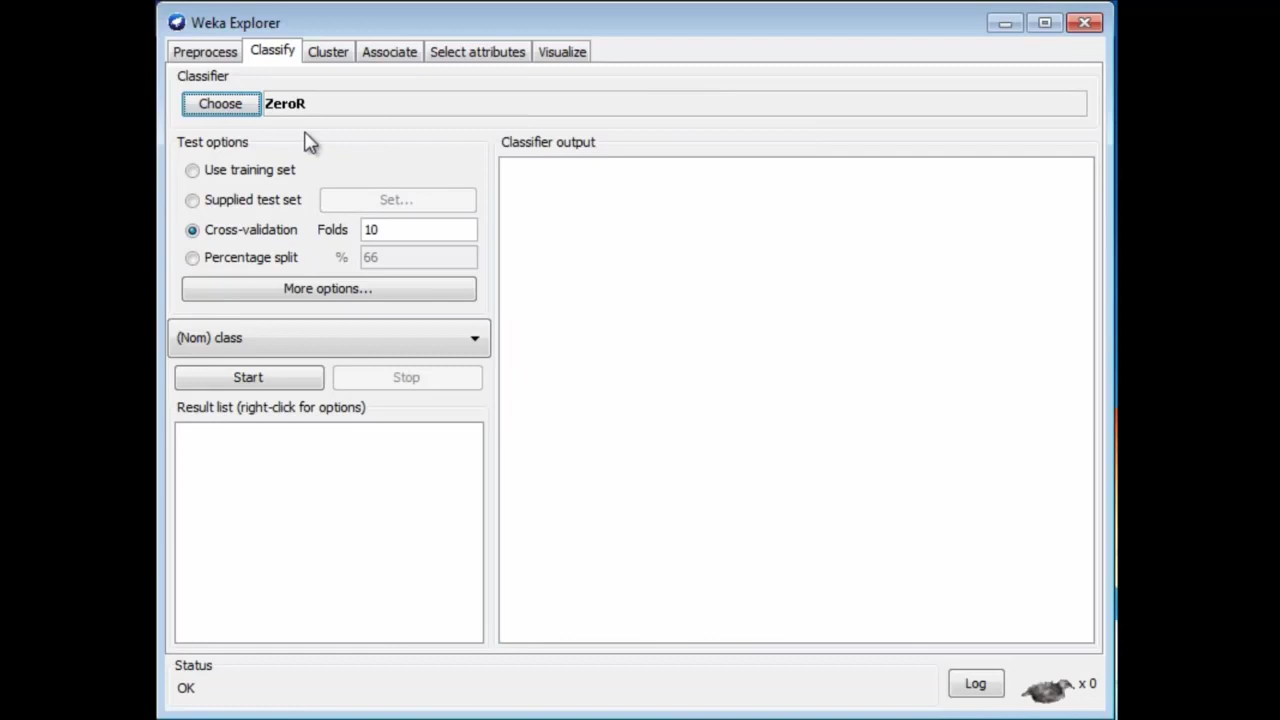 Weka Explorer
Preprocess Classify Cluster Associate Select attributes Visualize
Classifier
Choose ZeroR
Test options
Use training set
Supplied test set Set...
Cross-validation Folds 10
Percentage split % 66
More options...
(Nom) class
Start Stop
Result list (right-click for options)
Classifier output
Status
OK
Log x 0